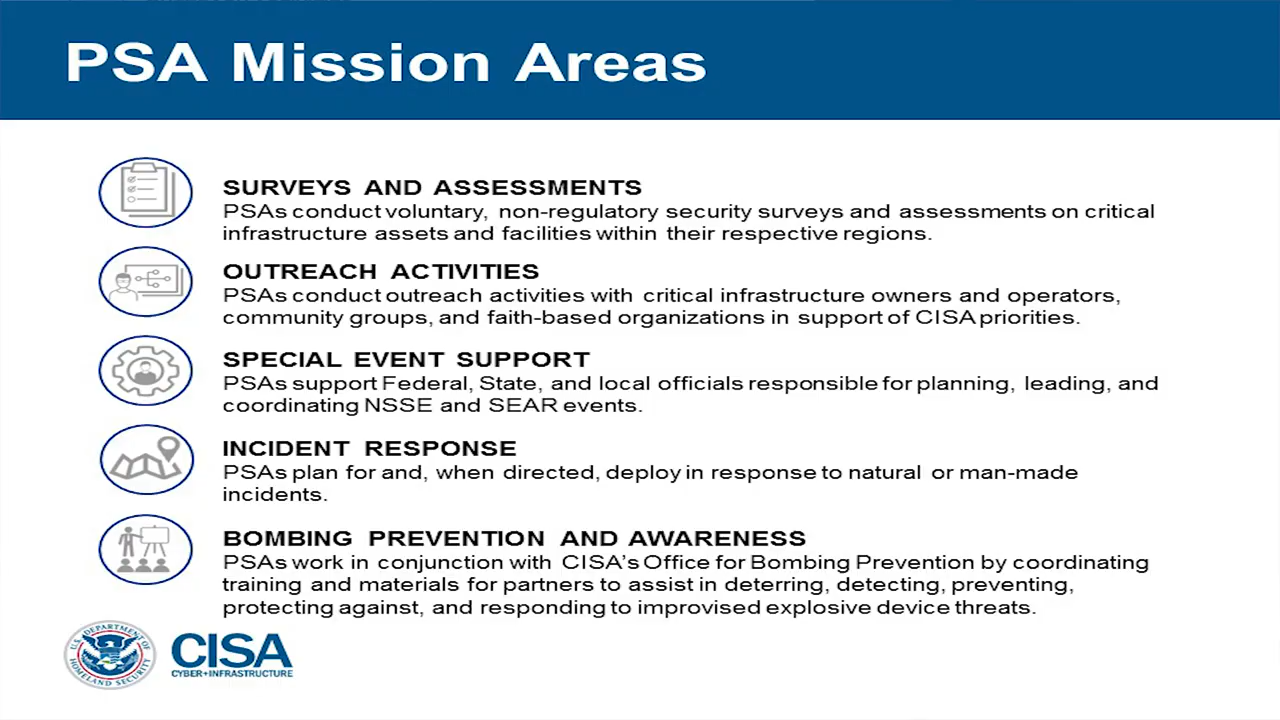 PSA Mission Areas
SURVEYS AND ASSESSMENTS
PSAs conduct voluntary, non-regulatory security surveys and assessments on critical
infrastructure assets and facilities within their respective regions.
OUTREACH ACTIVITIES
PSAs conduct outreach activities with critical infrastructure owners and operators,
community groups, and faith-based organizations in support of CISA priorities.
SPECIAL EVENT SUPPORT
PSAs support Federal, State, and local officials responsible for planning, leading, and
coordinating NSSE and SEAR events.
INCIDENT RESPONSE
PSAs plan for and, when directed, deploy in response to natural or man-made
incidents.
BOMBING PREVENTION AND AWARENESS
PSAs work in conjunction with CISA's Office for Bombing Prevention by coordinating
training and materials for partners to assist in deterring, detecting, preventing,
protecting against, and responding to improvised explosive device threats.
U.S. DEPARTMENT OF
HOMELAND SECURITY
CISA
CYBER+INFRASTRUCTURE